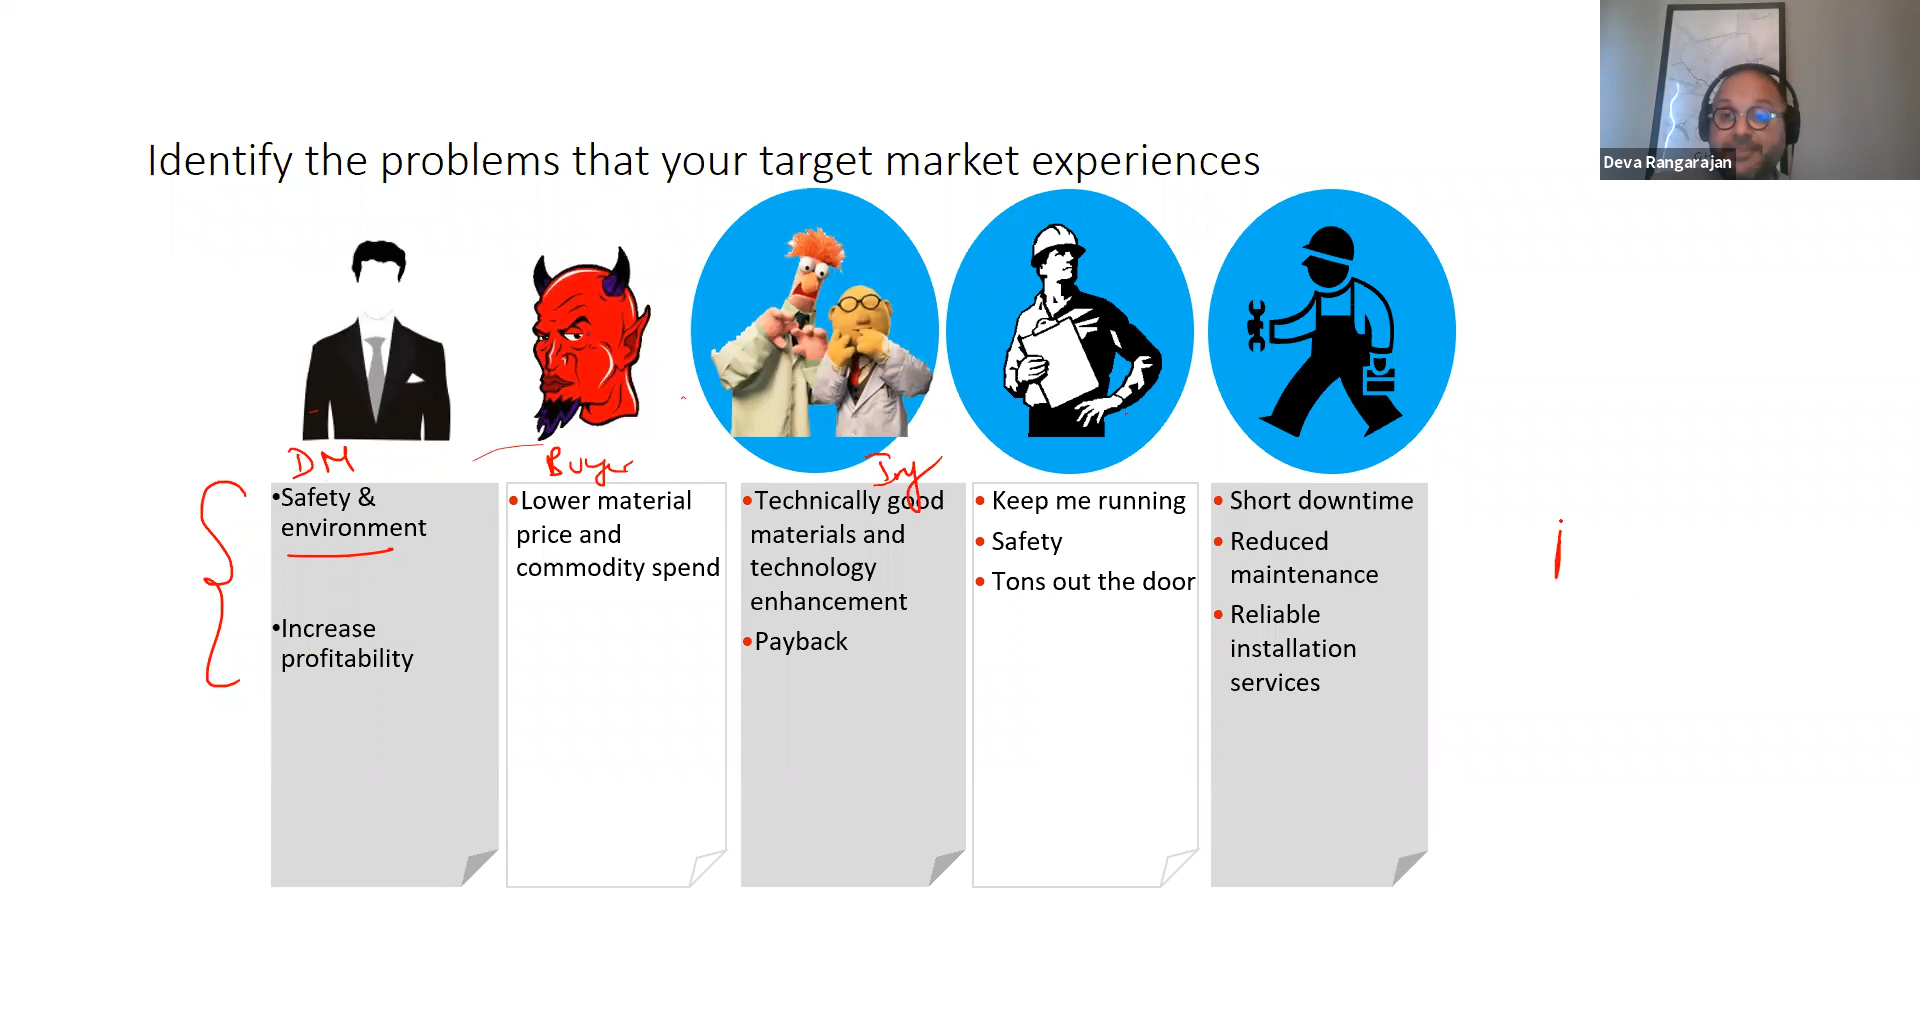 Deva Rangarajan
Identify the problems that your target market experiences
DM
•Safety &
environment
•Increase
profitability
Buyer
•Lower material
price and
commodity spend
•Technically good
materials and
technology
enhancement
•Payback
• Keep me running
• Safety
• Tons out the door
• Short downtime
• Reduced
maintenance
• Reliable
installation
services